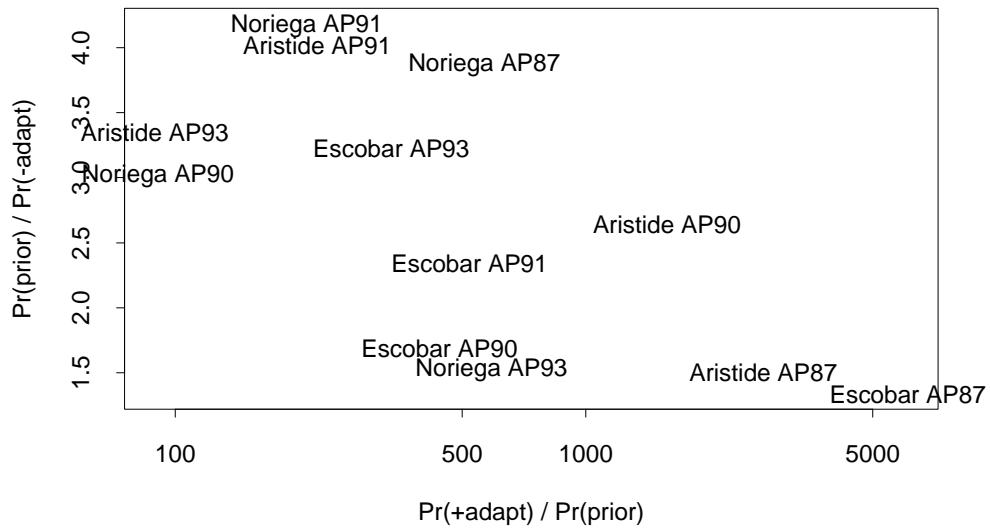 Noriega AP91
Aristide AP91
Noriega AP87
Aristide AP93
Escobar AP93
Noriega AP90
Aristide AP90
Escobar AP91
Escobar AP90
Noriega AP93
Aristide AP87
Escobar AP87
4.0
3.5
3.0
2.5
2.0
1.5
Pr(prior) / Pr(-adapt)
100
500
1000
5000
Pr(+adapt) / Pr(prior)